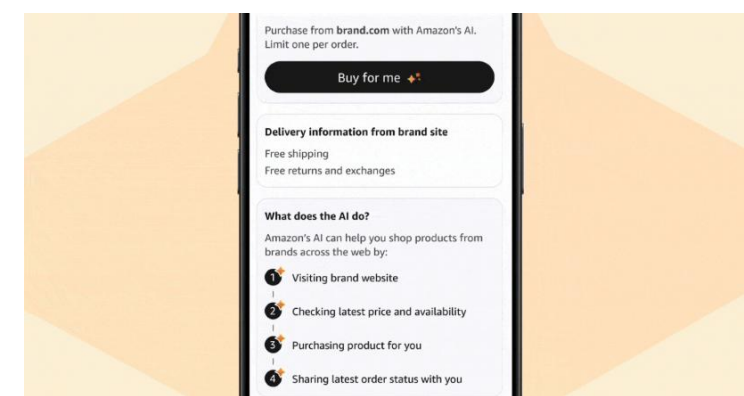 Purchase from brand.com with Amazon's AI.
Limit one per order.
Buy for me
Delivery information from brand site
Free shipping
Free returns and exchanges
What does the AI do?
Amazon's AI can help you shop products from
brands across the web by:
1 Visiting brand website
2 Checking latest price and availability
3 Purchasing product for you
4 Sharing latest order status with you